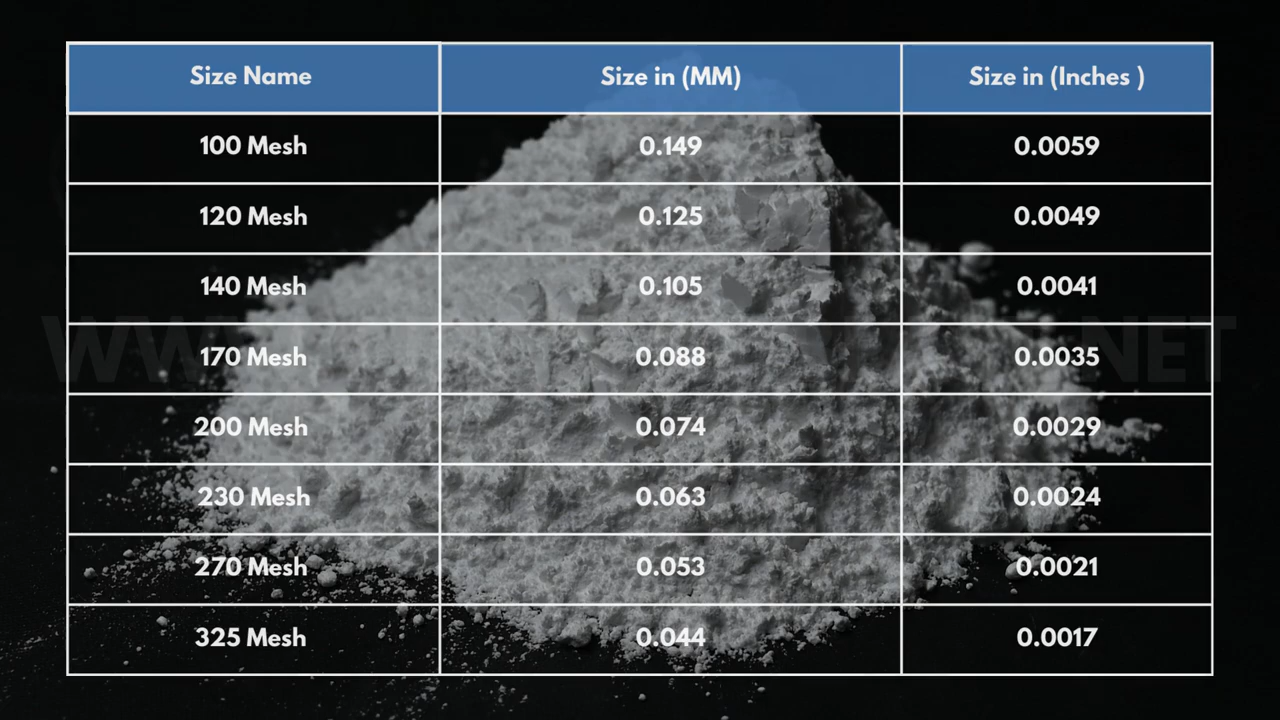 Size Name Size in (MM) Size in (Inches )
100 Mesh 0.149 0.0059
120 Mesh 0.125 0.0049
140 Mesh 0.105 0.0041
170 Mesh 0.088 0.0035
200 Mesh 0.074 0.0029
230 Mesh 0.063 0.0024
270 Mesh 0.053 0.0021
325 Mesh 0.044 0.0017